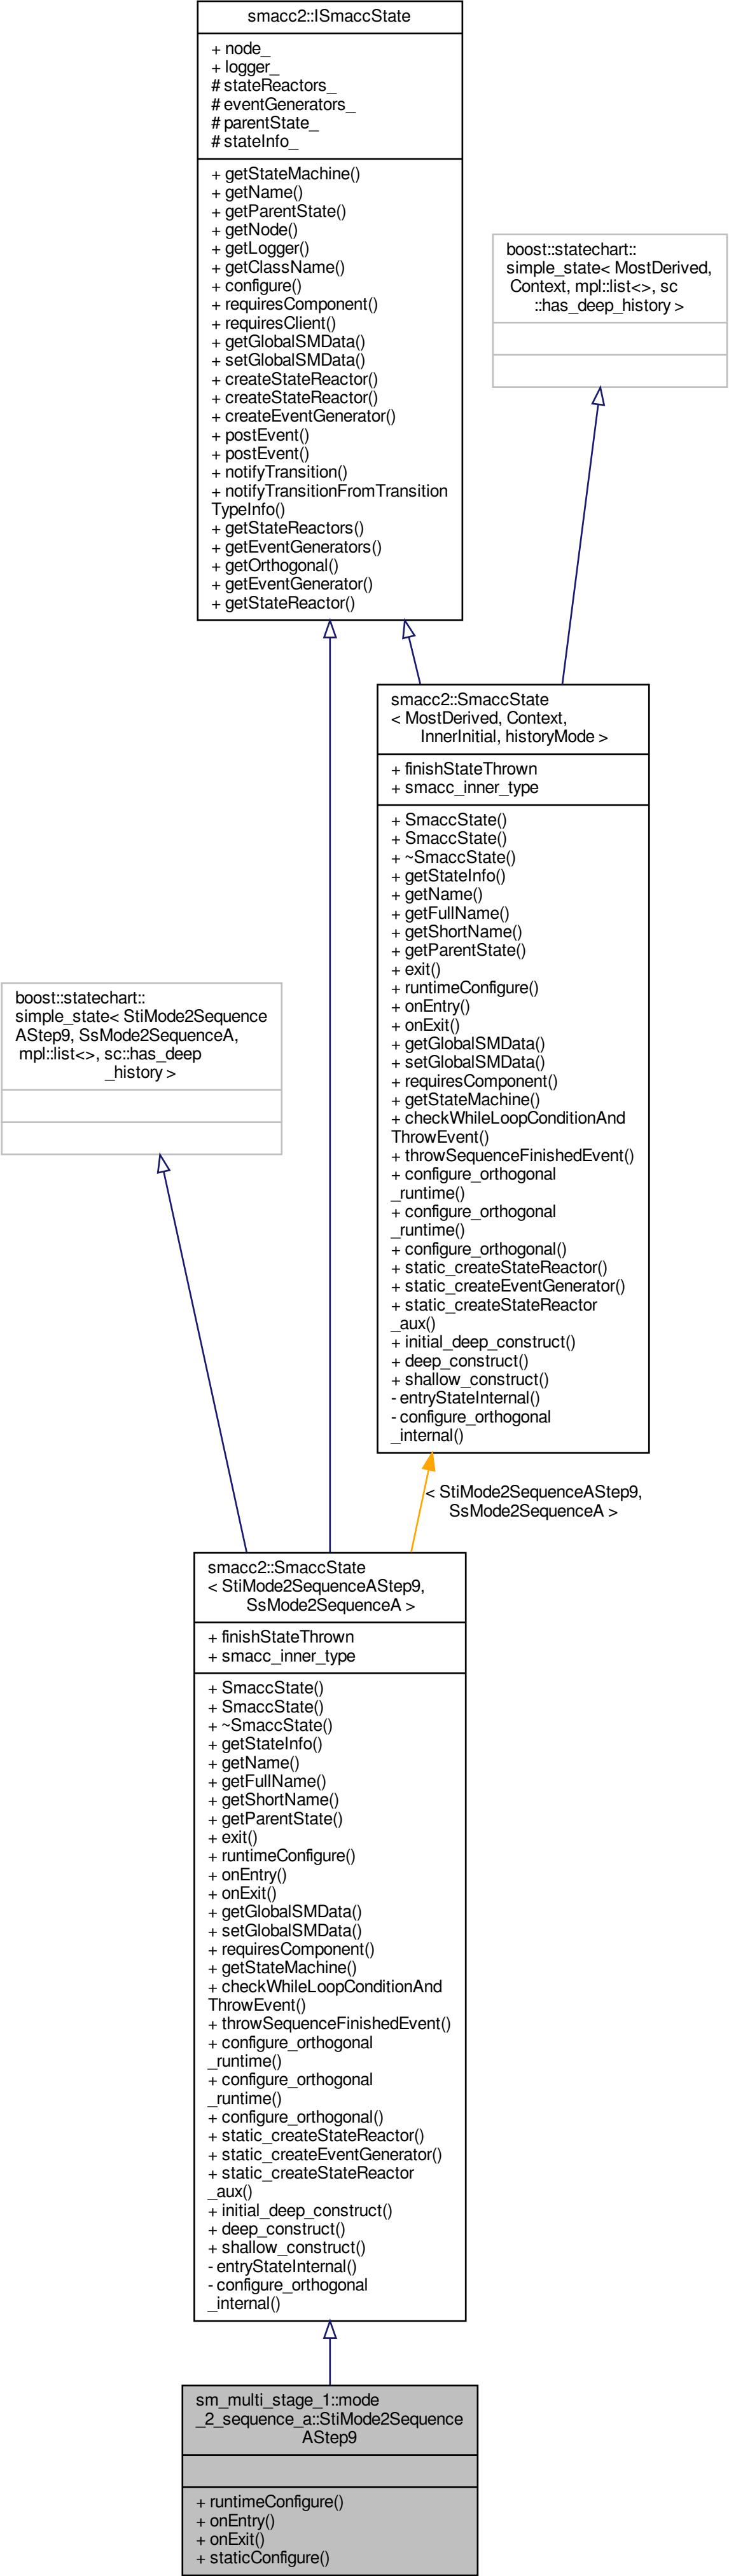 smacc2::ISmaccState
+ node_
+ logger_
# stateReactors_
# eventGenerators_
# parentState_
# stateInfo_
+ getStateMachine()
+ getName()
+ getParentState()
+ getNode()
+ getLogger()
+ getClassName()
+ configure()
+ requiresComponent()
+ requiresClient()
+ getGlobalSMData()
+ setGlobalSMData()
+ createStateReactor()
+ createStateReactor()
+ createEventGenerator()
+ postEvent()
+ postEvent()
+ notifyTransition()
+ notifyTransitionFromTransition
TypeInfo()
+ getStateReactors()
+ getEventGenerators()
+ getOrthogonal()
+ getEventGenerator()
+ getStateReactor()
boost::statechart::
simple_state< MostDerived,
Context, mpl::list<>, sc
::has_deep_history >
smacc2::SmaccState
< MostDerived, Context,
InnerInitial, historyMode >
+ finishStateThrown
+ smacc_inner_type
+ SmaccState()
+ SmaccState()
+ ~SmaccState()
+ getStateInfo()
+ getName()
+ getFullName()
+ getShortName()
+ getParentState()
+ exit()
+ runtimeConfigure()
+ onEntry()
+ onExit()
+ getGlobalSMData()
+ setGlobalSMData()
+ requiresComponent()
+ getStateMachine()
+ checkWhileLoopConditionAnd
ThrowEvent()
+ throwSequenceFinishedEvent()
+ configure_orthogonal
_runtime()
+ configure_orthogonal
_runtime()
+ configure_orthogonal()
+ static_createStateReactor()
+ static_createEventGenerator()
+ static_createStateReactor
_aux()
+ initial_deep_construct()
+ deep_construct()
+ shallow_construct()
- entryStateInternal()
- configure_orthogonal
_internal()
boost::statechart::
simple_state< StiMode2Sequence
AStep9, SsMode2SequenceA,
mpl::list<>, sc::has_deep
_history >
< StiMode2SequenceAStep9,
SsMode2SequenceA >
smacc2::SmaccState
< StiMode2SequenceAStep9,
SsMode2SequenceA >
+ finishStateThrown
+ smacc_inner_type
+ SmaccState()
+ SmaccState()
+ ~SmaccState()
+ getStateInfo()
+ getName()
+ getFullName()
+ getShortName()
+ getParentState()
+ exit()
+ runtimeConfigure()
+ onEntry()
+ onExit()
+ getGlobalSMData()
+ setGlobalSMData()
+ requiresComponent()
+ getStateMachine()
+ checkWhileLoopConditionAnd
ThrowEvent()
+ throwSequenceFinishedEvent()
+ configure_orthogonal
_runtime()
+ configure_orthogonal
_runtime()
+ configure_orthogonal()
+ static_createStateReactor()
+ static_createEventGenerator()
+ static_createStateReactor
_aux()
+ initial_deep_construct()
+ deep_construct()
+ shallow_construct()
- entryStateInternal()
- configure_orthogonal
_internal()
sm_multi_stage_1::mode
_2_sequence_a::StiMode2Sequence
AStep9
+ runtimeConfigure()
+ onEntry()
+ onExit()
+ staticConfigure()